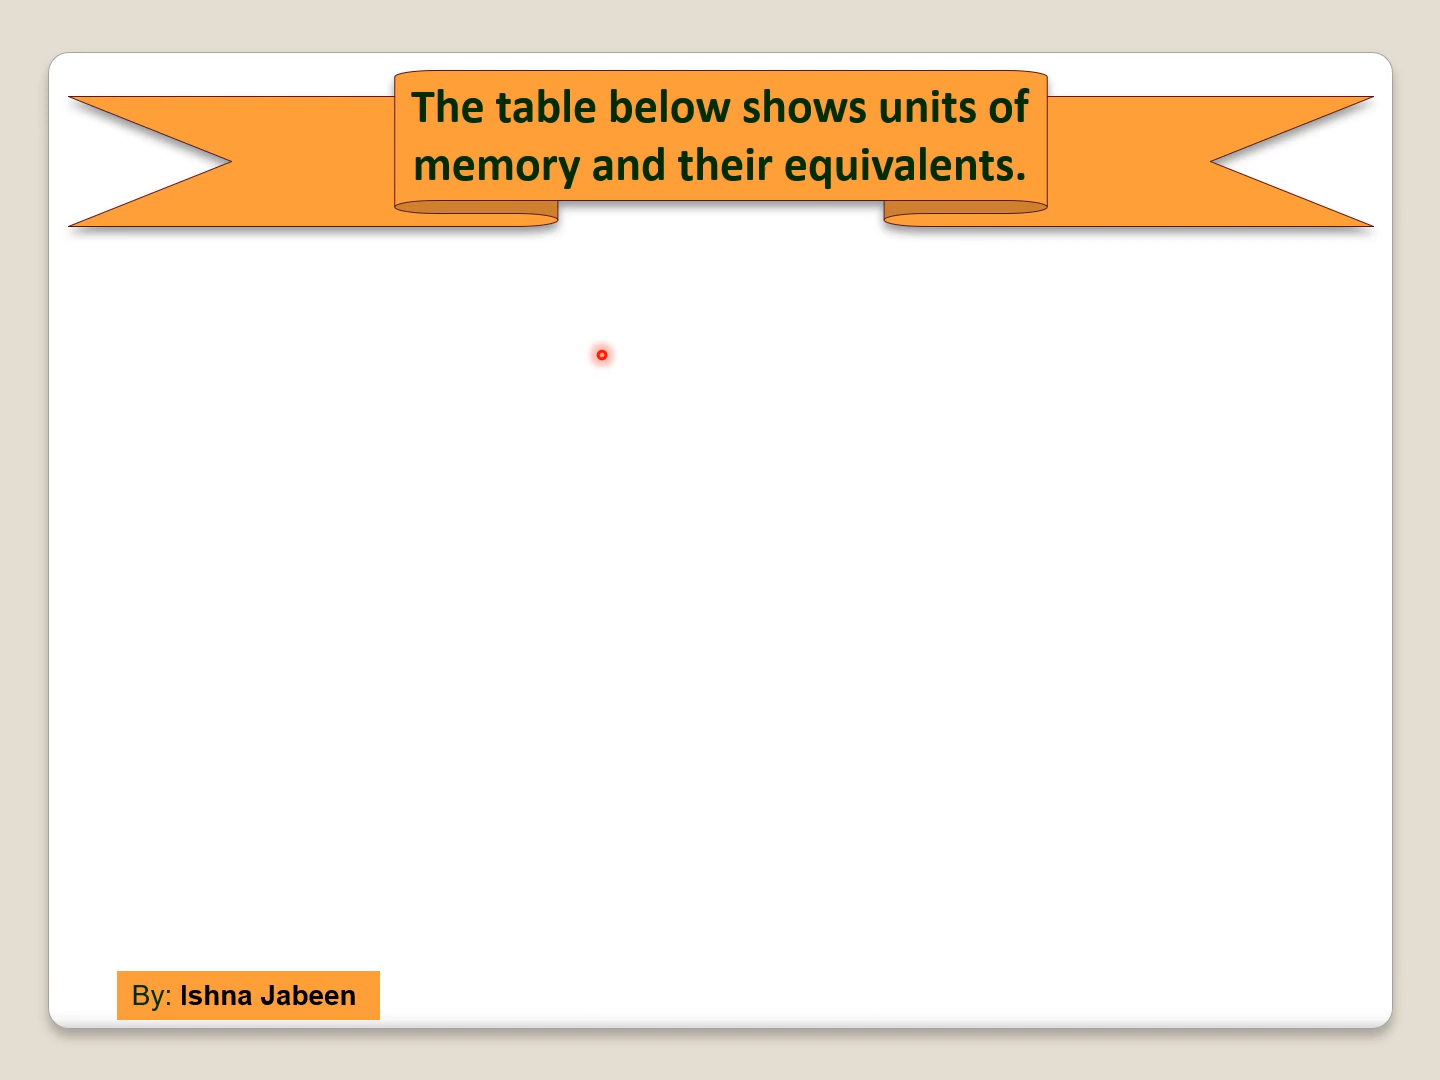 The table below shows units of
memory and their equivalents.
By: Ishna Jabeen